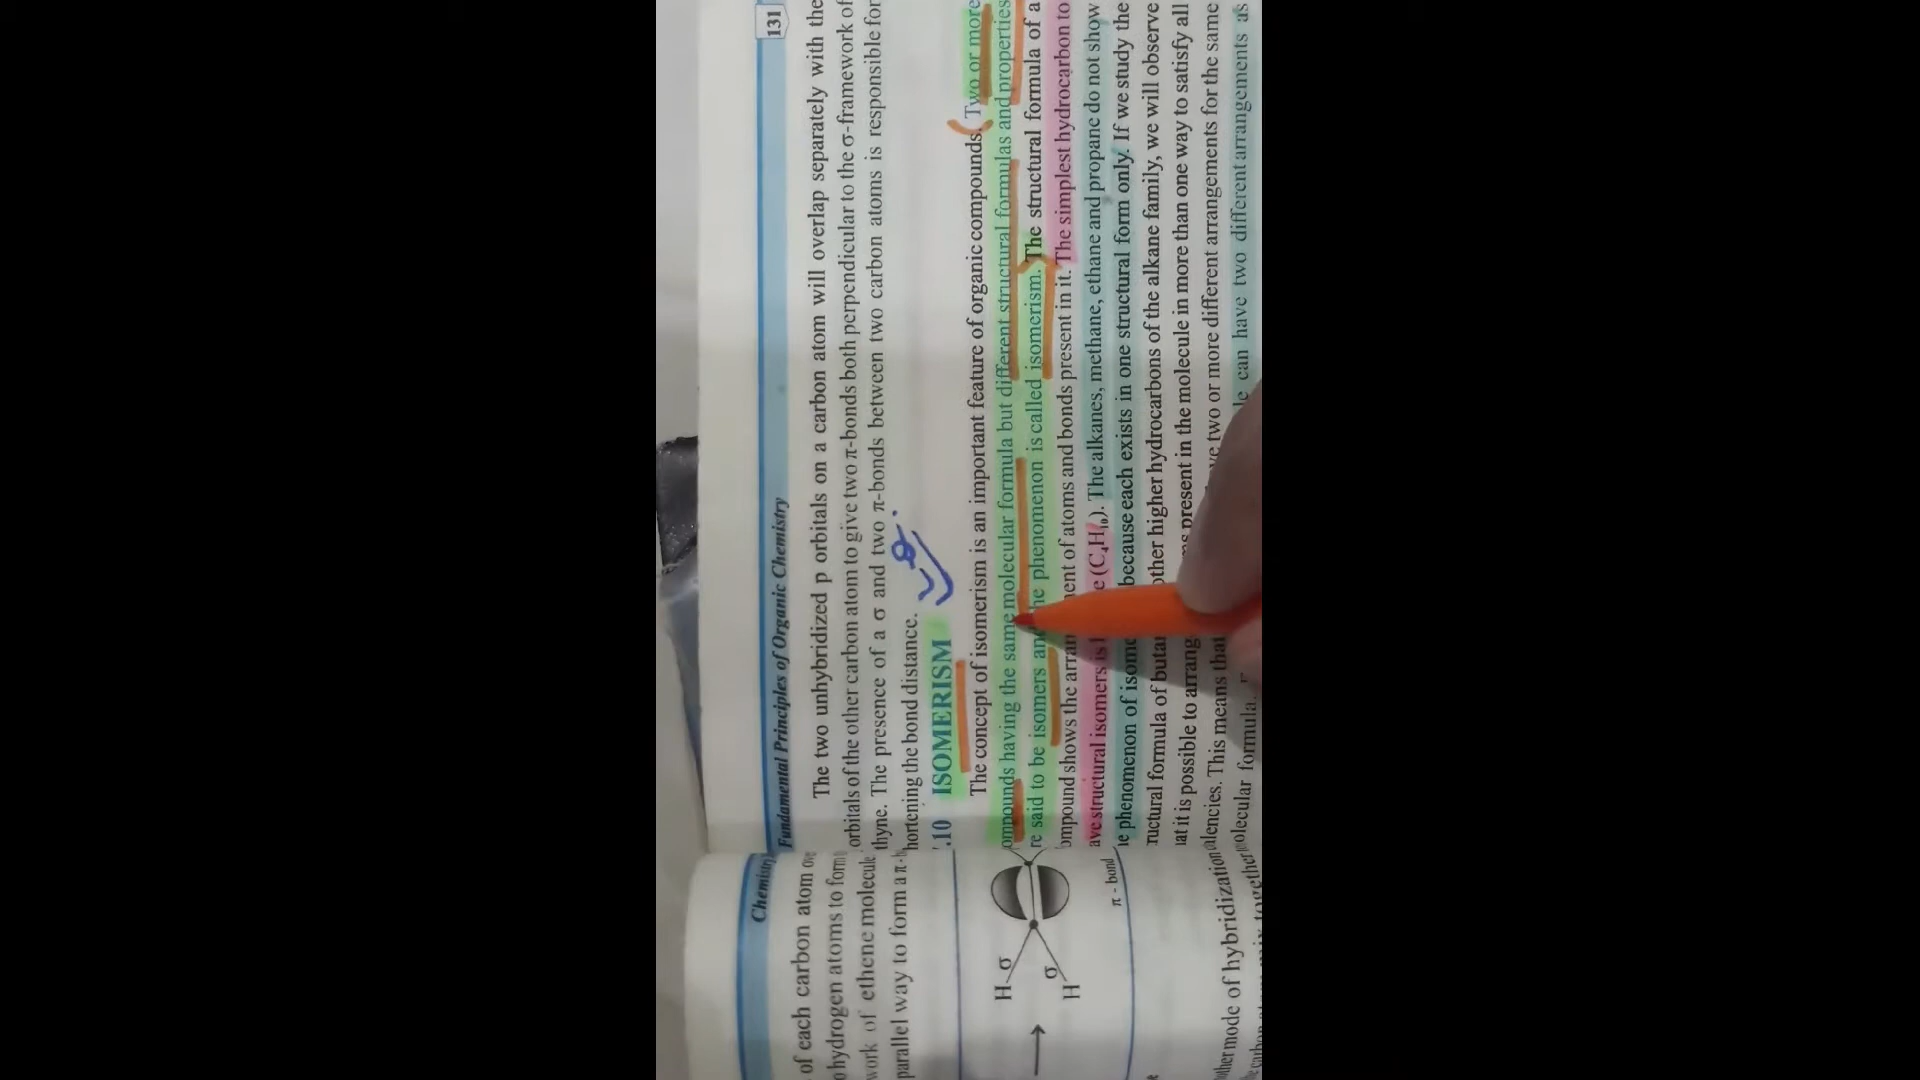 131
Fundamental Principles of Organic Chemistry
The two unhybridized p orbitals on a carbon atom will overlap separately with the
orbitals of the other carbon atom to give two π-bonds both perpendicular to the σ-framework of
thyne. The presence of a σ and two π-bonds between two carbon atoms is responsible for
hortening the bond distance.
.10 ISOMERISM
The concept of isomerism is an important feature of organic compounds. Two or more
ompounds having the same molecular formula but different structural formulas and properties
re said to be isomers and the phenomenon is called isomerism. The structural formula of a
ompound shows the arrangement of atoms and bonds present in it. The simplest hydrocarbon to
ave structural isomers is (C₄H₁₀). The alkanes, methane, ethane and propane do not show
e phenomenon of isome because each exists in one structural form only. If we study the
ructural formula of buta other higher hydrocarbons of the alkane family, we will observe
at it is possible to arrang present in the molecule in more than one way to satisfy all
alencies. This means that two or more different arrangements for the same
olecular formula. can have two different arrangements as
Chemistry
of each carbon atom
hydrogen atoms to form
work of ethene molecule
parallel way to form a π-
H σ
σ
H
π - bond
ther mode of hybridization